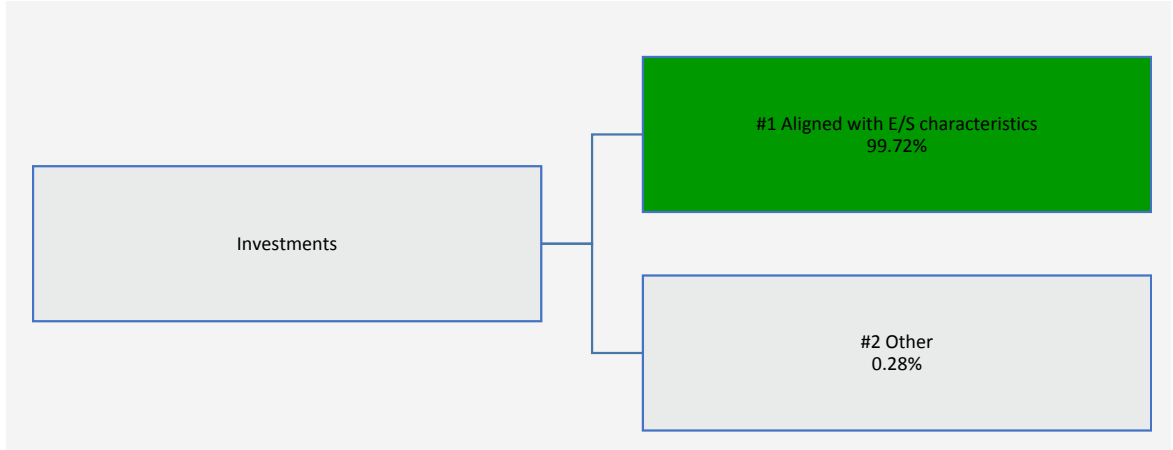 #1 Aligned with E/S characteristics
99.72%
Investments
#2 Other
0.28%